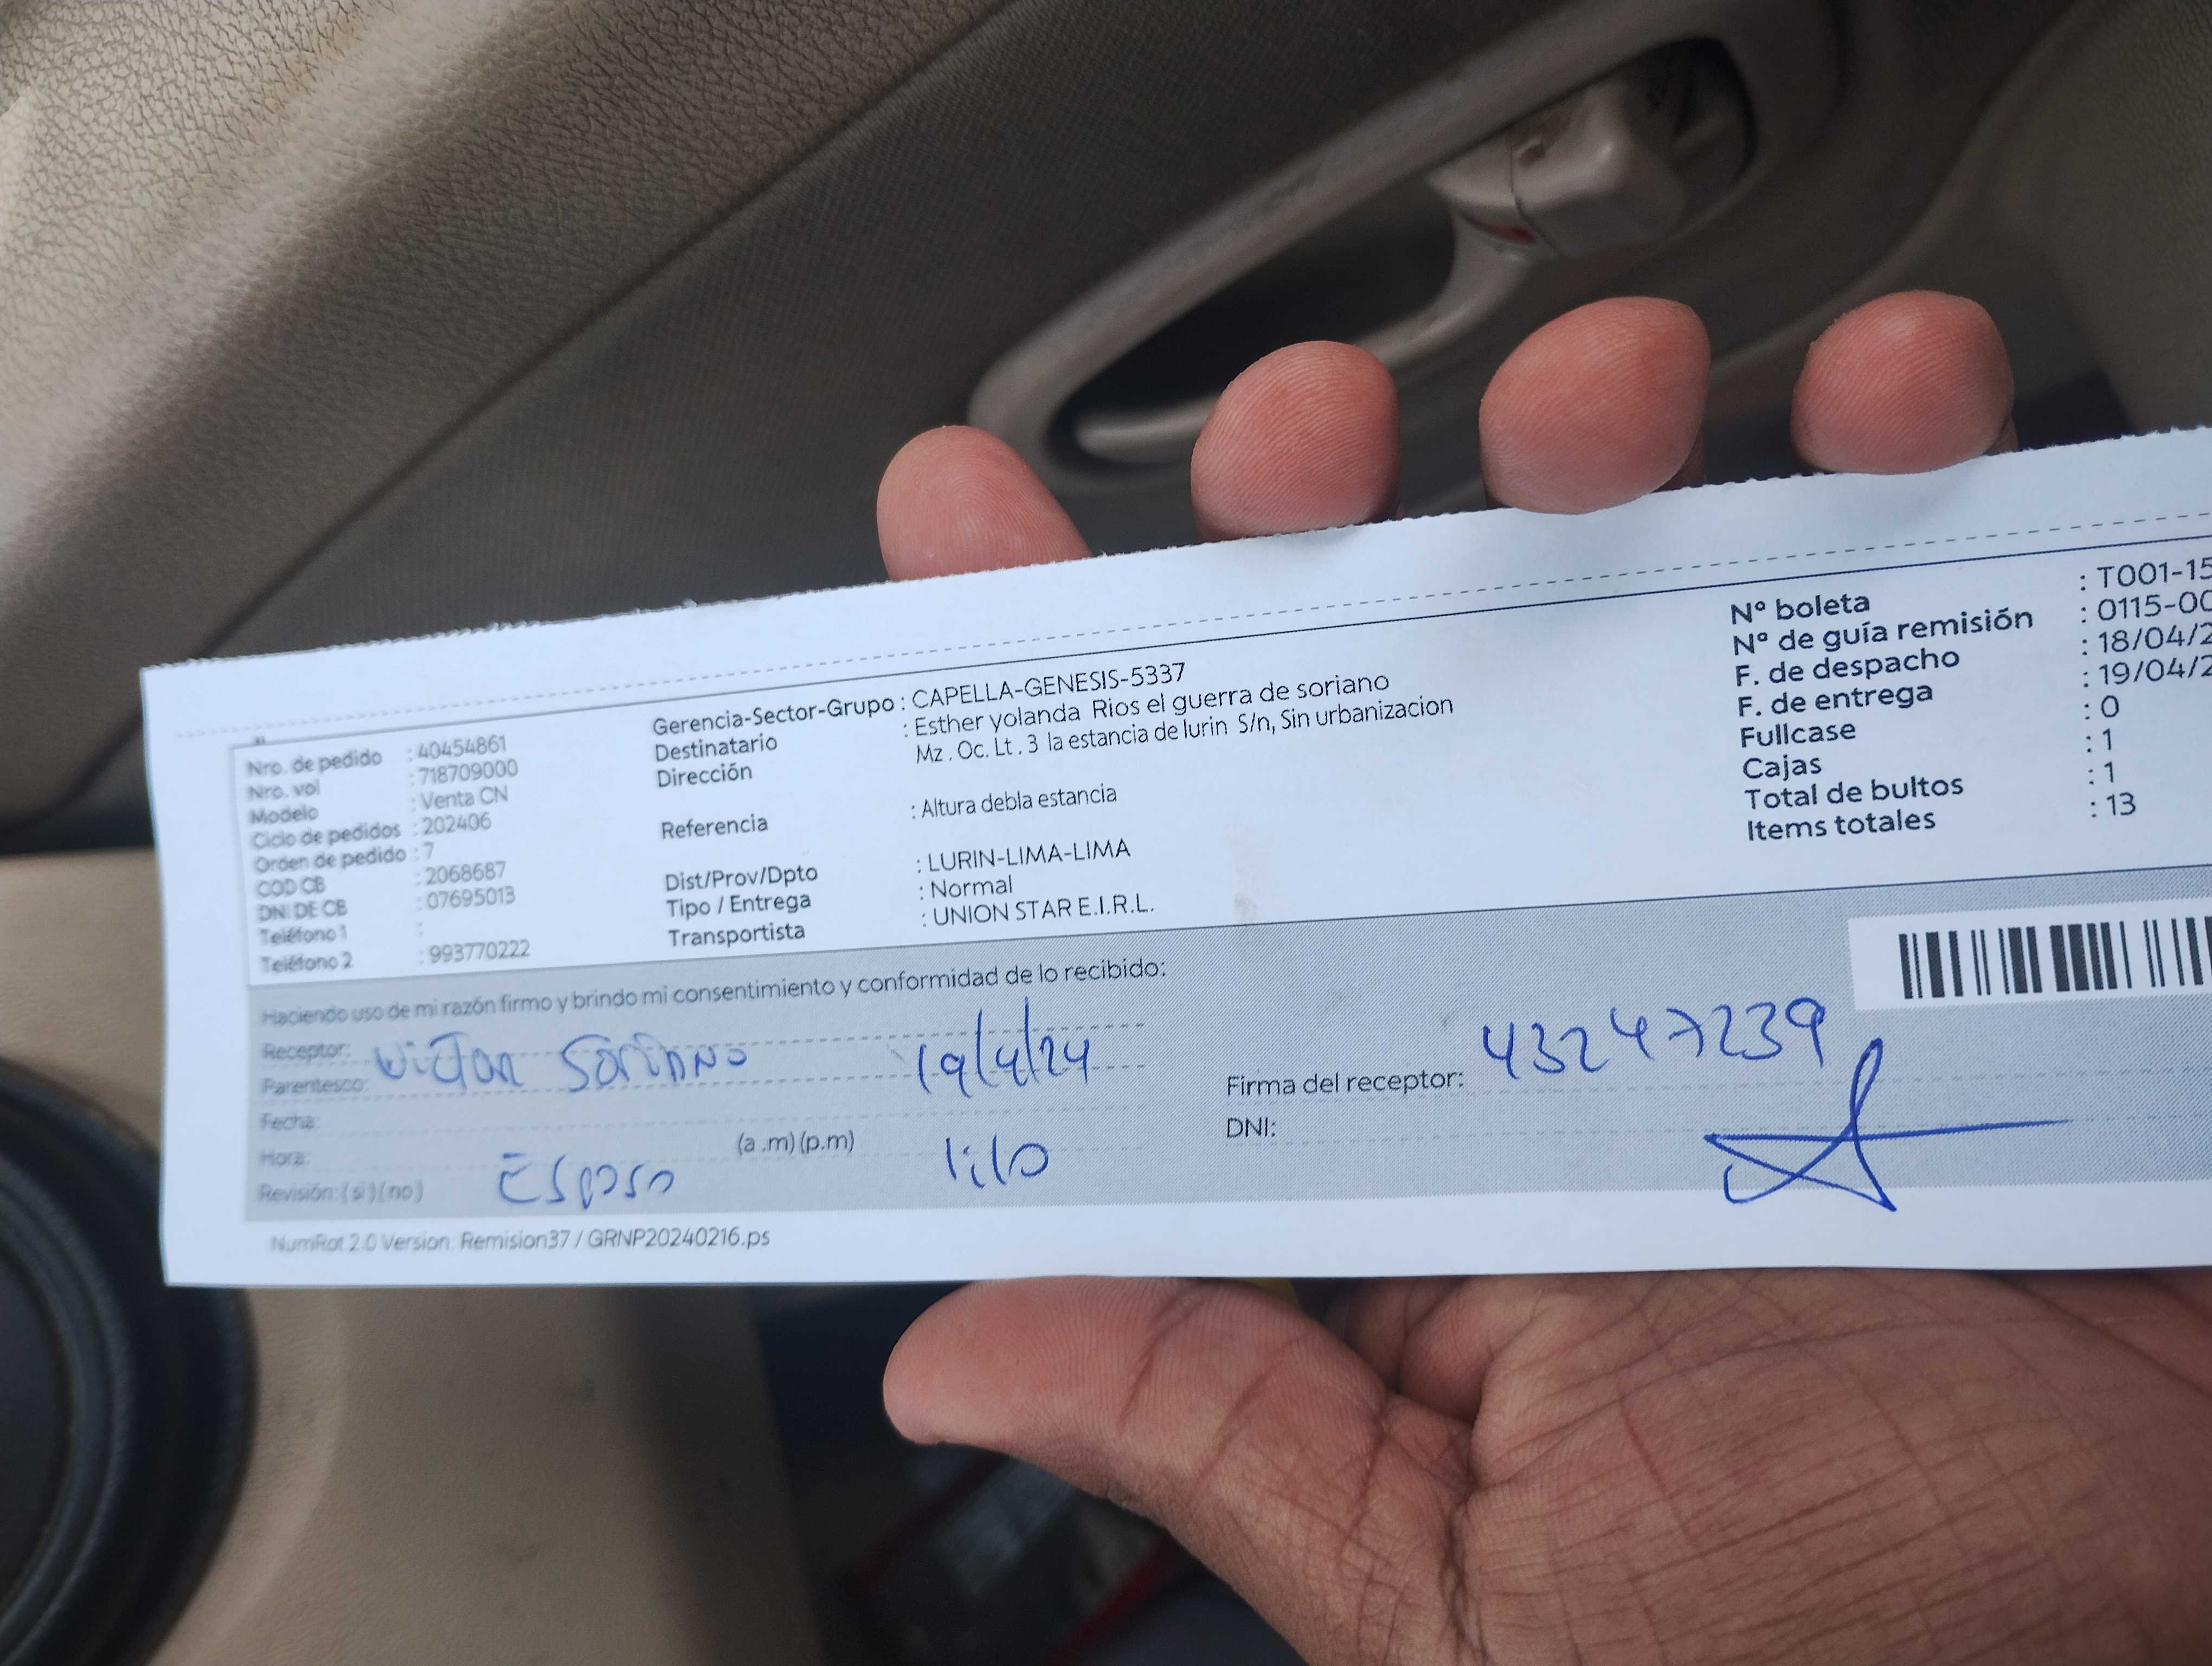 Nro. de pedido : 40454861
Nro. vol : 718709000
Modelo : Venta CN
Ciclo de pedidos : 202406
Orden de pedido : 7
COD CB : 2068687
DNI DE CB : 07695013
Teléfono 1 :
Teléfono 2 : 993770222
Gerencia-Sector-Grupo : CAPELLA-GENESIS-5337
Destinatario : Esther yolanda Rios el guerra de soriano
Dirección Mz . Oc. Lt . 3 la estancia de lurin S/n, Sin urbanizacion
Referencia : Altura debla estancia
Dist/Prov/Dpto : LURIN-LIMA-LIMA
Tipo / Entrega : Normal
Transportista : UNION STAR E.I.R.L.
Nº boleta : T001-15
Nº de guía remisión : 0115-00
F. de despacho : 18/04/2
F. de entrega : 19/04/2
Fullcase : 0
Cajas : 1
Total de bultos : 1
Items totales : 13
Haciendo uso de mi razón firmo y brindo mi consentimiento y conformidad de lo recibido:
Receptor: Victor Soriano 19/4/24
Parentesco:
Fecha:
Hora: (a .m) (p.m) 1:10
Revisión: (si) (no) Esposo
Firma del receptor: 43247239
DNI:
NumRot 2.0 Version: Remision37 / GRNP20240216.ps